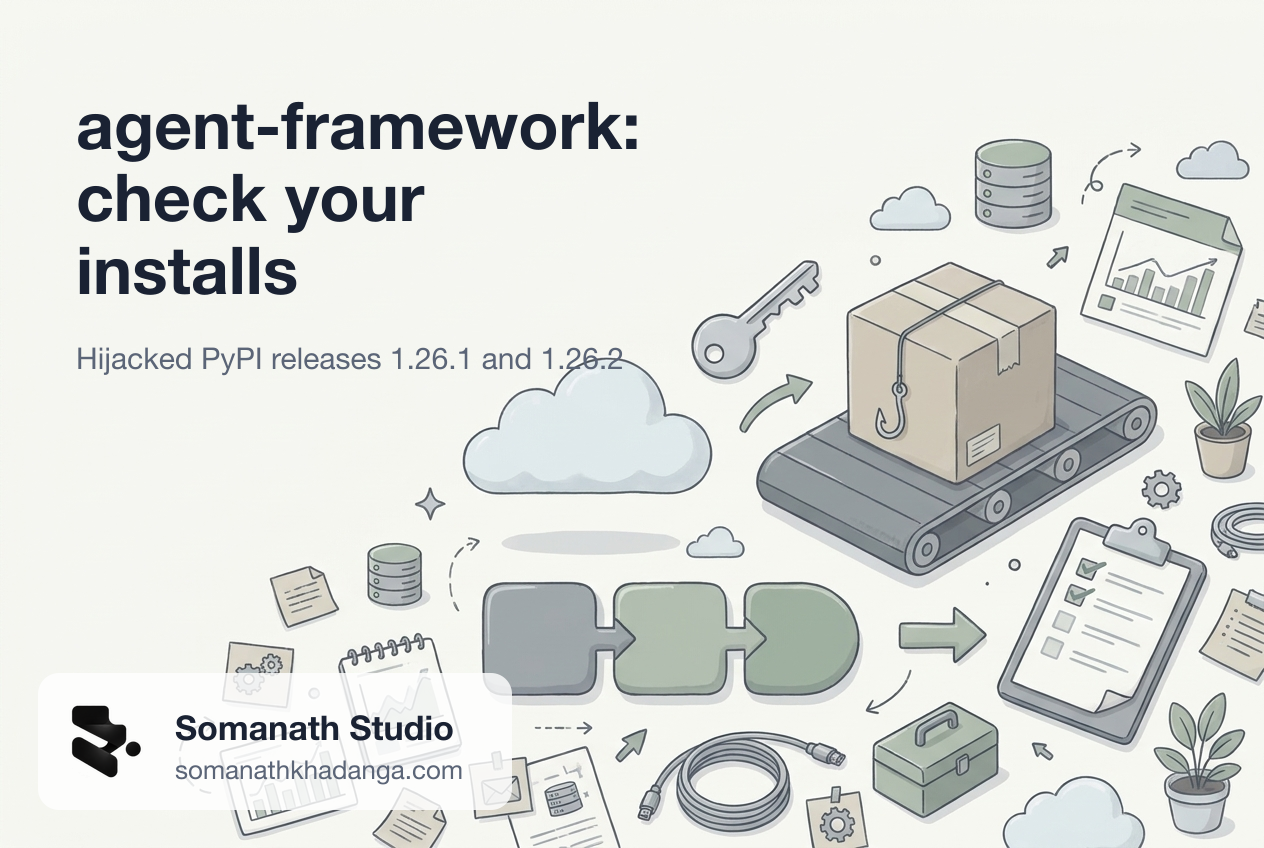 agent-framework:
check your
installs
Hijacked PyPI releases 1.26.1 and 1.26.2
Somanath Studio
somanathkhadanga.com